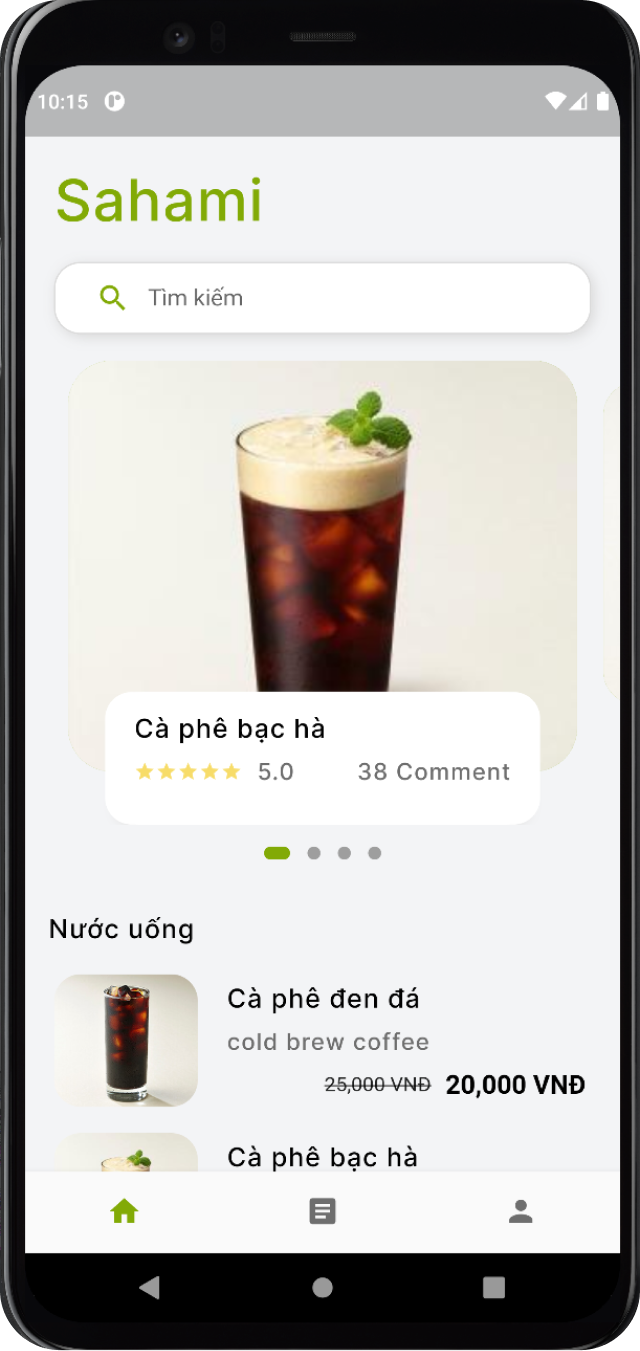 10:15
Sahami
Tìm kiếm
Cà phê bạc hà
5.0 38 Comment
Nước uống
Cà phê đen đá
cold brew coffee
25,000 VNĐ 20,000 VNĐ
Cà phê bạc hà